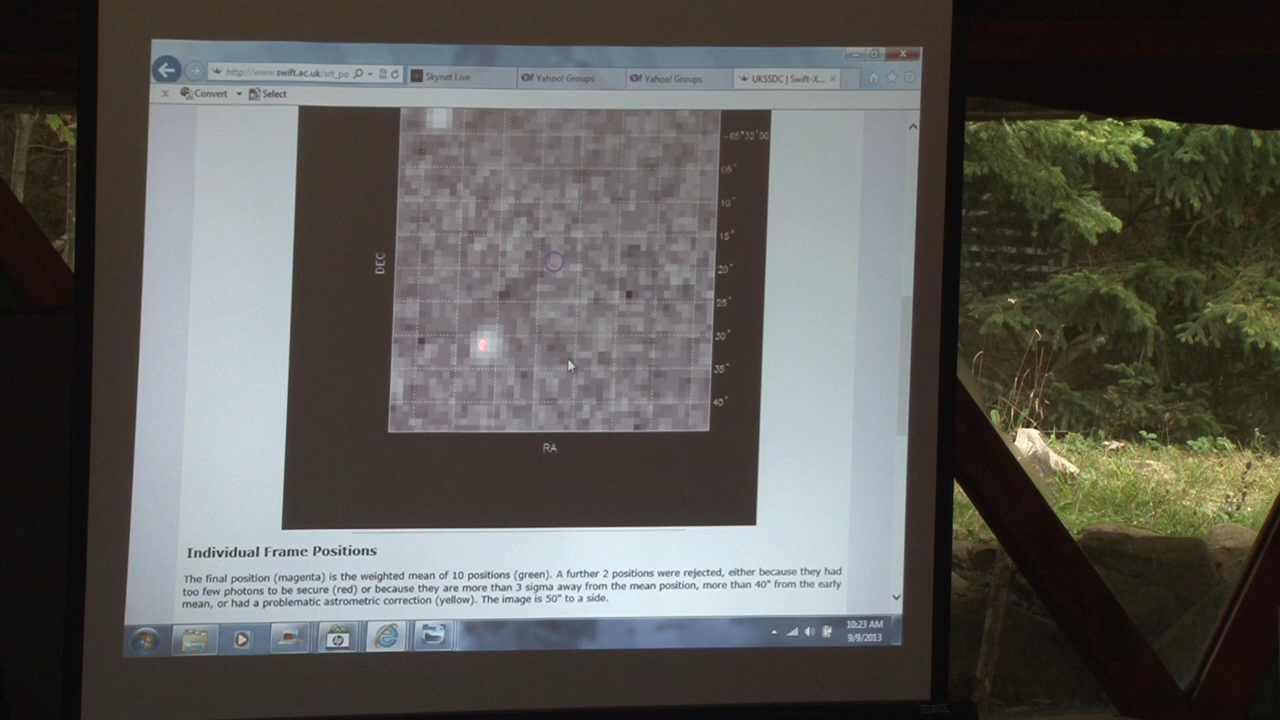 http://www.swift.ac.uk/xrt_po
Skynet Live
Yahoo! Groups
Yahoo! Groups
UKSSDC | Swift-X...
x Convert Select
-65°32'00
05"
10"
15"
20"
25"
30"
35"
40"
DEC
RA
Individual Frame Positions
The final position (magenta) is the weighted mean of 10 positions (green). A further 2 positions were rejected, either because they had
too few photons to be secure (red) or because they are more than 3 sigma away from the mean position, more than 40" from the early
mean, or had a problematic astrometric correction (yellow). The image is 50" to a side.
hp
10:23 AM
9/9/2013